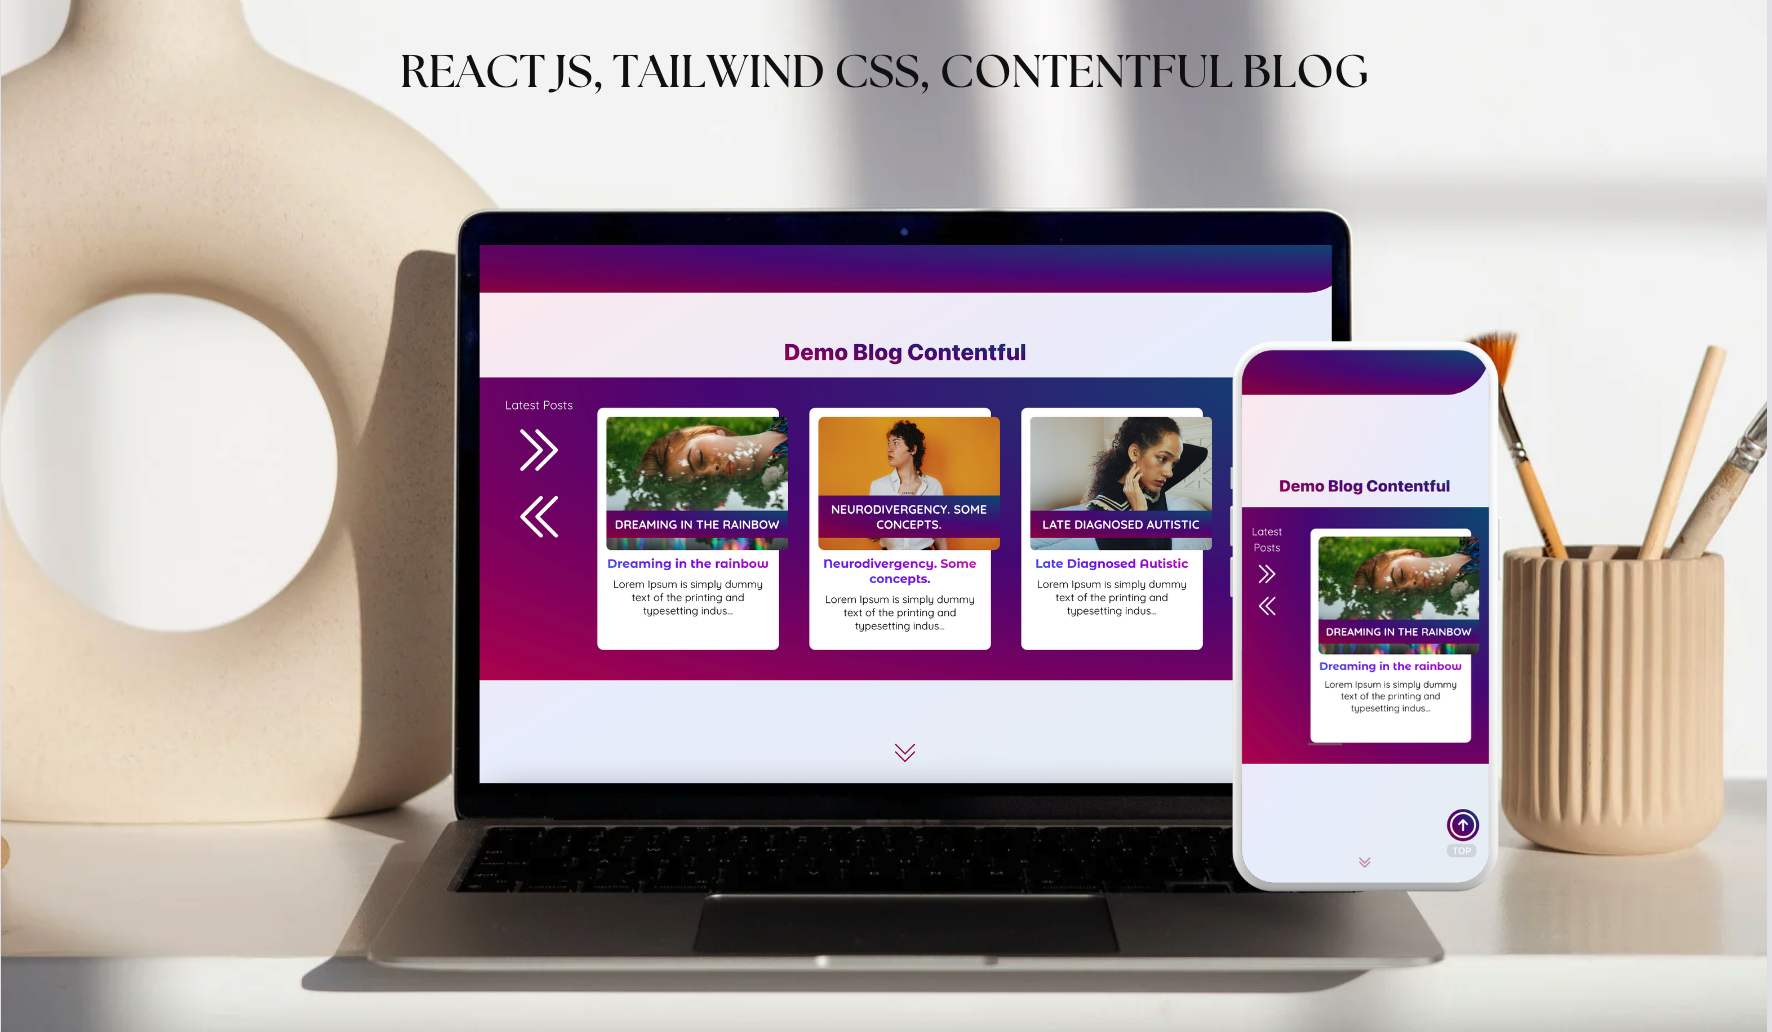 REACT JS, TAILWIND CSS, CONTENTFUL BLOG
Demo Blog Contentful
Latest Posts
DREAMING IN THE RAINBOW
Dreaming in the rainbow
Lorem Ipsum is simply dummy
text of the printing and
typesetting indus...
NEURODIVERGENCY. SOME
CONCEPTS.
Neurodivergency. Some
concepts.
Lorem Ipsum is simply dummy
text of the printing and
typesetting indus...
LATE DIAGNOSED AUTISTIC
Late Diagnosed Autistic
Lorem Ipsum is simply dummy
text of the printing and
typesetting indus...
Demo Blog Contentful
Latest
Posts
DREAMING IN THE RAINBOW
Dreaming in the rainbow
Lorem Ipsum is simply dummy
text of the printing and
typesetting indus...
TOP